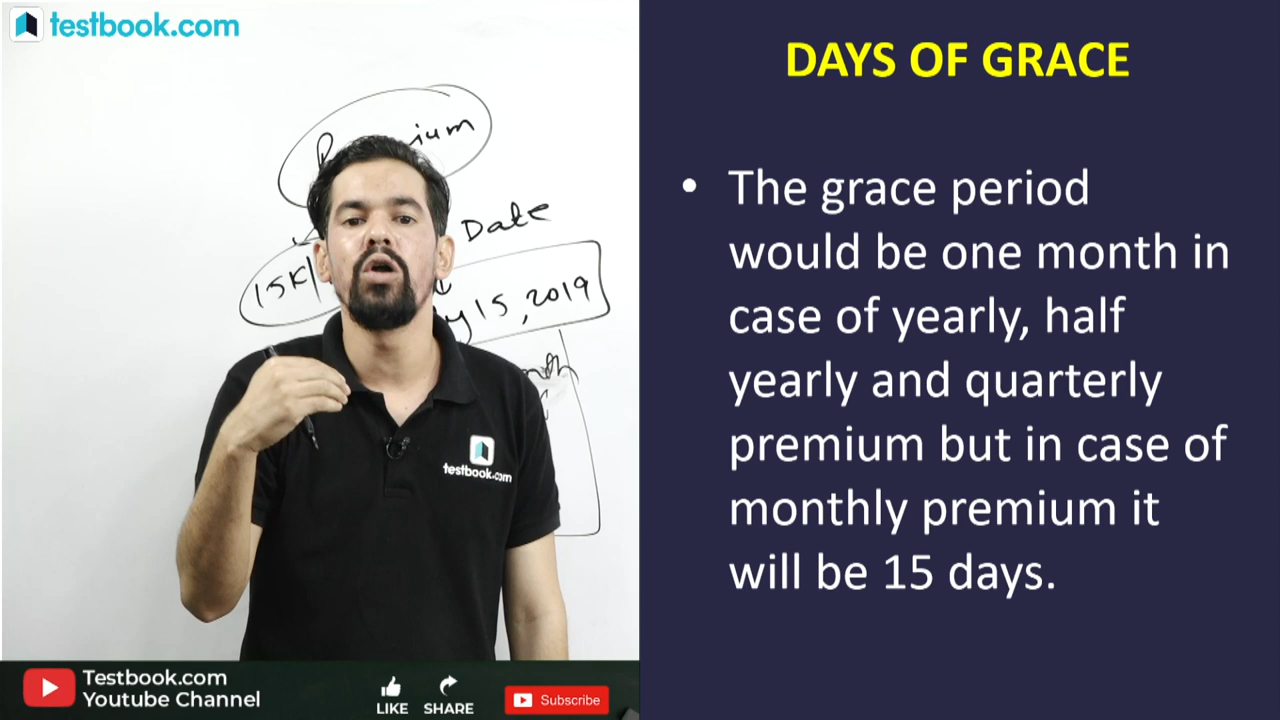 testbook.com
Date
15K/
15, 2019
testbook.com
Testbook.com
Youtube Channel
LIKE
SHARE
Subscribe
DAYS OF GRACE
• The grace period
would be one month in
case of yearly, half
yearly and quarterly
premium but in case of
monthly premium it
will be 15 days.